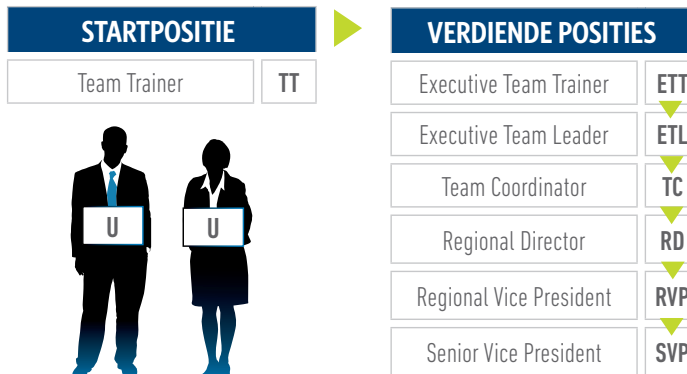 STARTPOSITIE
Team Trainer TT
U U
VERDIENDE POSITIES
Executive Team Trainer ETT
Executive Team Leader ETL
Team Coordinator TC
Regional Director RD
Regional Vice President RVP
Senior Vice President SVP